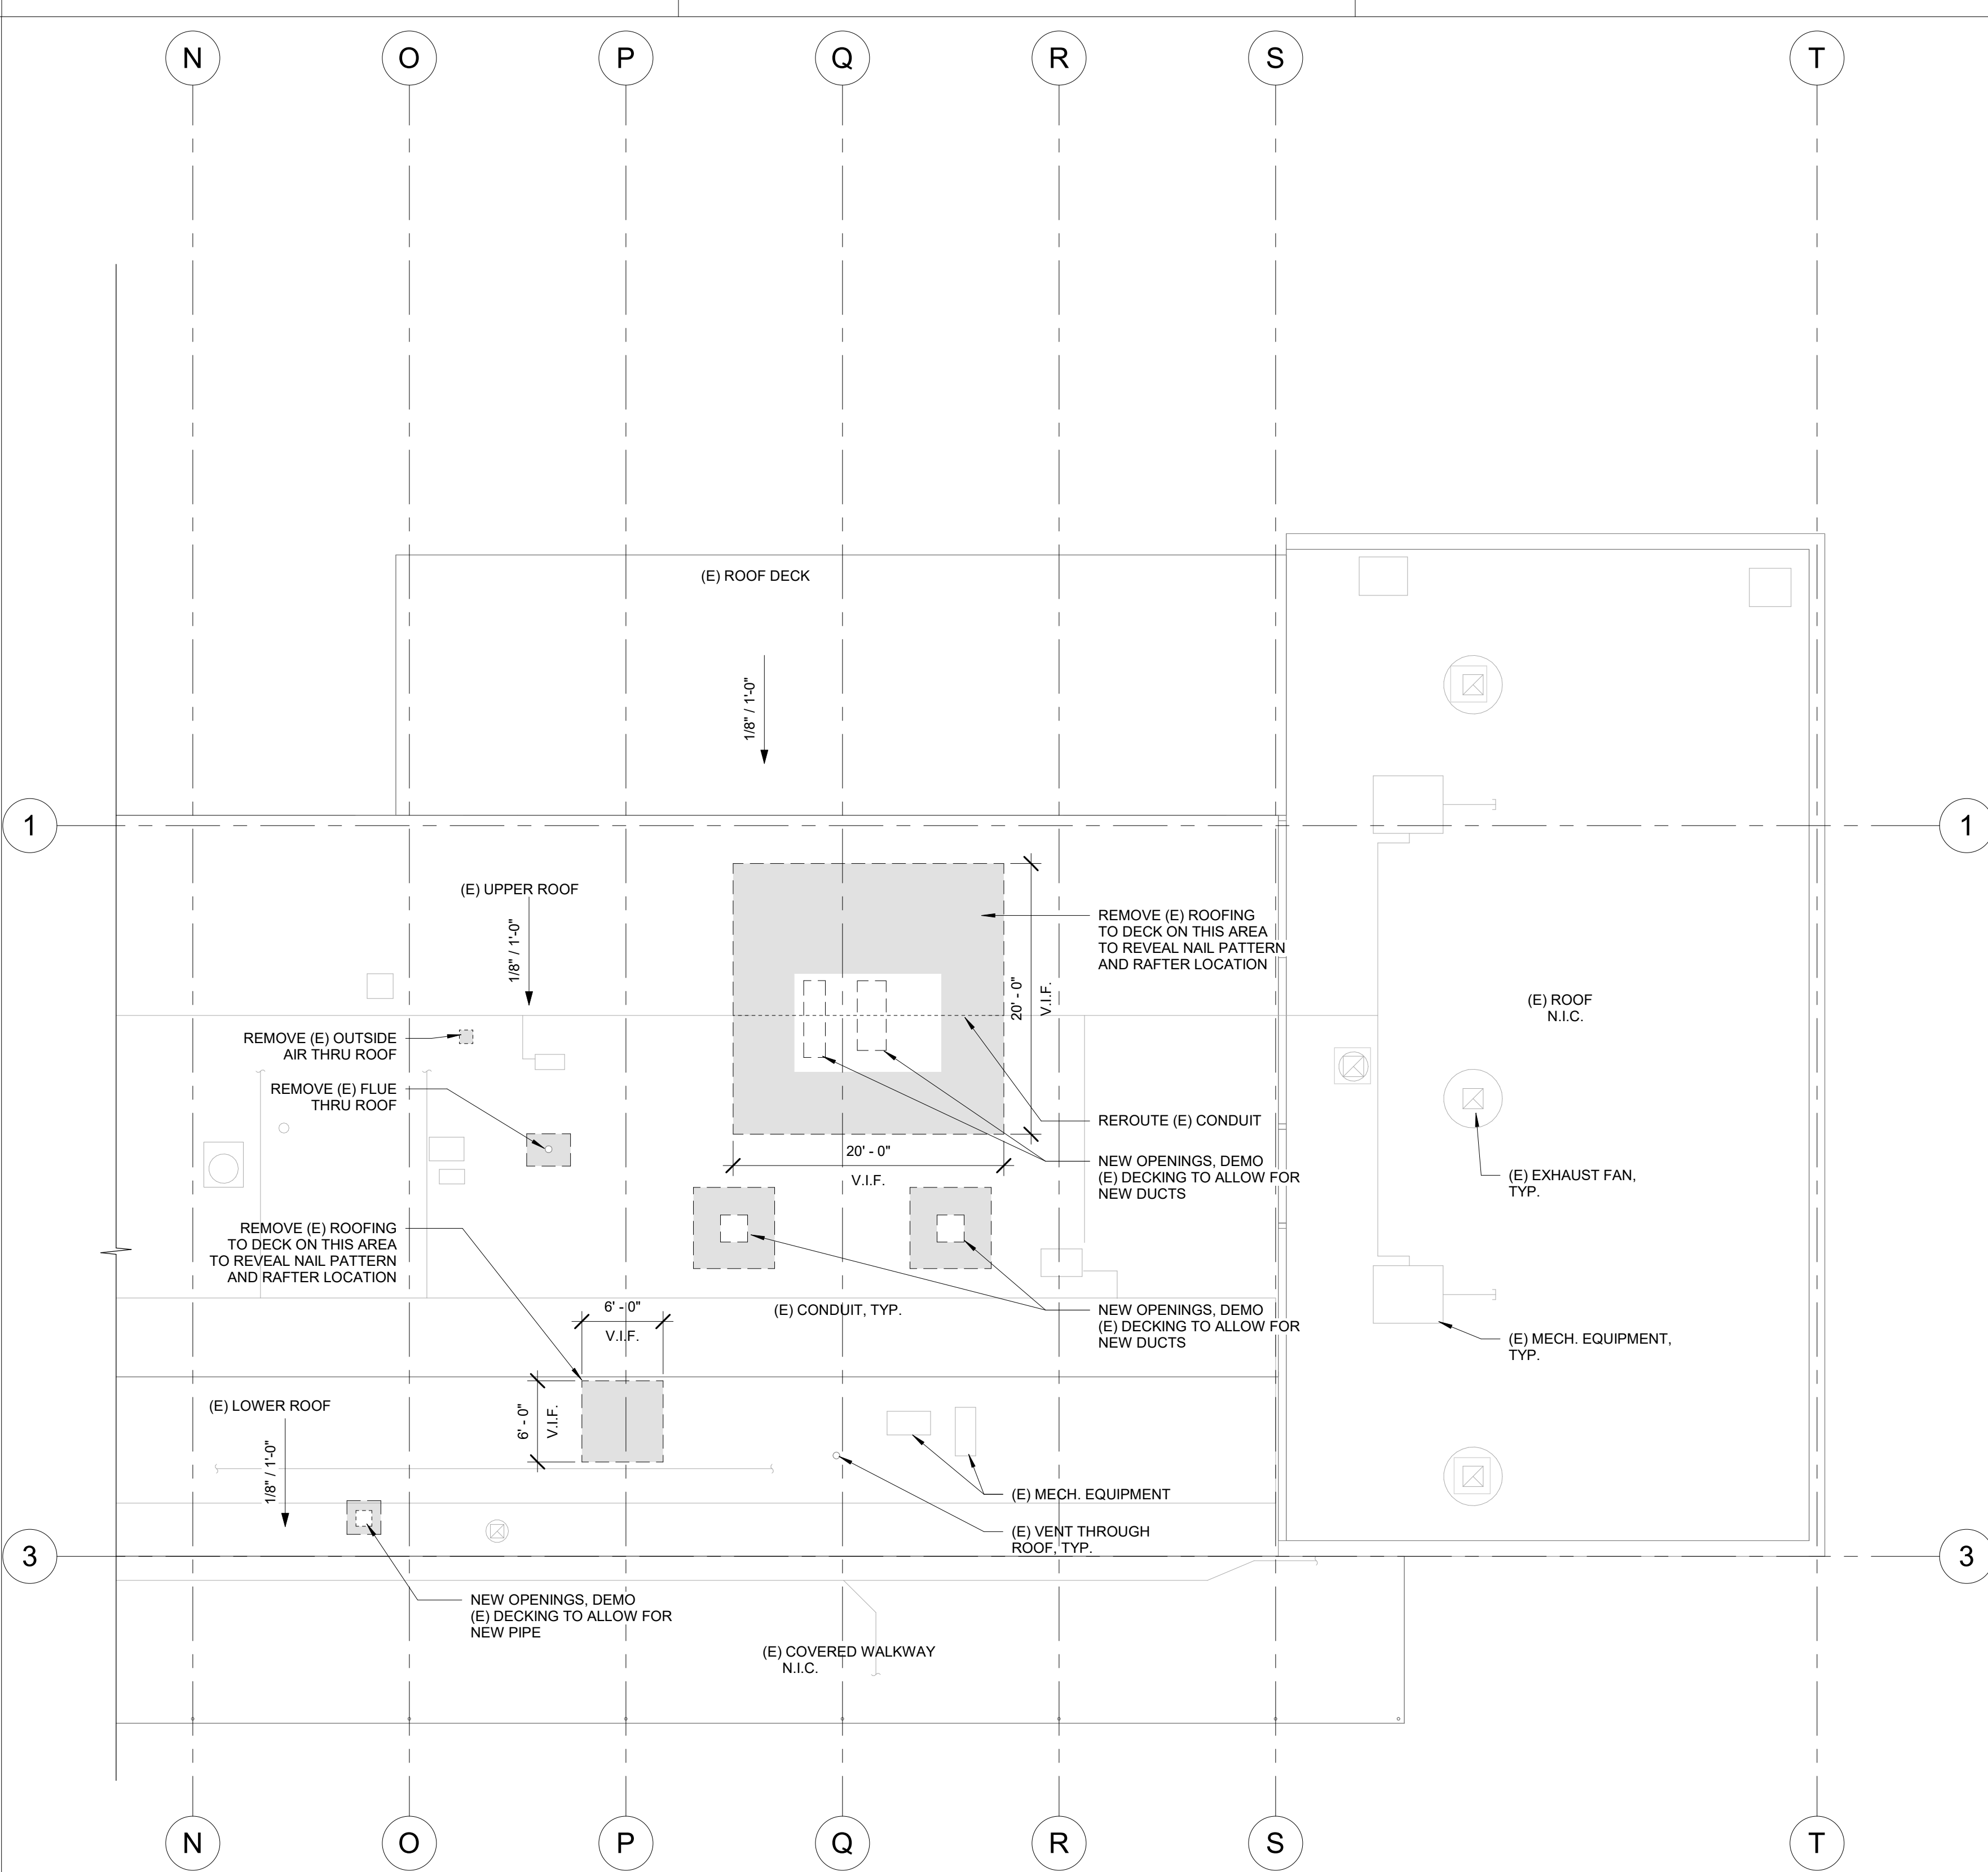 N
O
P
Q
R
S
T
(E) ROOF DECK
1/8" / 1'-0"
1
1
(E) UPPER ROOF
1/8" / 1'-0"
REMOVE (E) ROOFING
TO DECK ON THIS AREA
TO REVEAL NAIL PATTERN
AND RAFTER LOCATION
20' - 0"
V.I.F.
(E) ROOF
N.I.C.
REMOVE (E) OUTSIDE
AIR THRU ROOF
REMOVE (E) FLUE
THRU ROOF
REROUTE (E) CONDUIT
20' - 0"
V.I.F.
NEW OPENINGS, DEMO
(E) DECKING TO ALLOW FOR
NEW DUCTS
(E) EXHAUST FAN,
TYP.
REMOVE (E) ROOFING
TO DECK ON THIS AREA
TO REVEAL NAIL PATTERN
AND RAFTER LOCATION
6' - 0"
V.I.F.
(E) CONDUIT, TYP.
NEW OPENINGS, DEMO
(E) DECKING TO ALLOW FOR
NEW DUCTS
(E) MECH. EQUIPMENT,
TYP.
(E) LOWER ROOF
1/8" / 1'-0"
6' - 0"
V.I.F.
(E) MECH. EQUIPMENT
(E) VENT THROUGH
ROOF, TYP.
3
3
NEW OPENINGS, DEMO
(E) DECKING TO ALLOW FOR
NEW PIPE
(E) COVERED WALKWAY
N.I.C.
N
O
P
Q
R
S
T